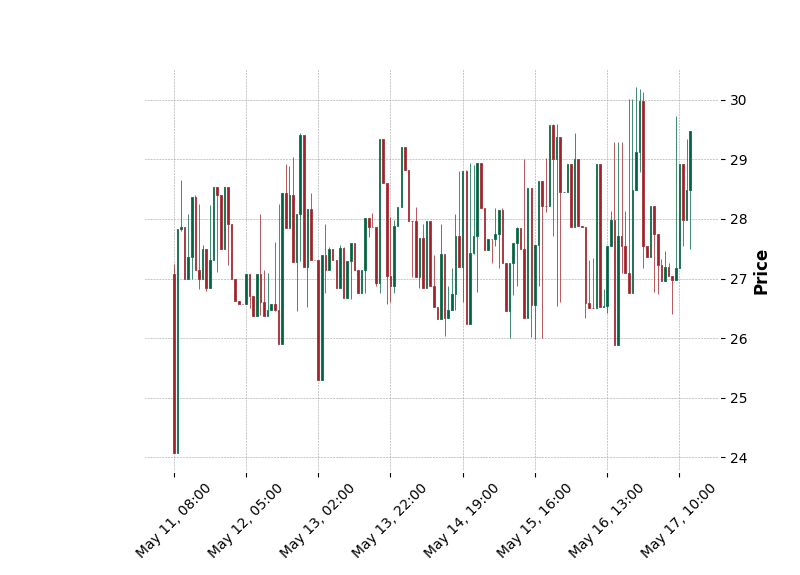 30
29
28
27
26
25
24
Price
May 11, 08:00
May 12, 05:00
May 13, 02:00
May 13, 22:00
May 14, 19:00
May 15, 16:00
May 16, 13:00
May 17, 10:00